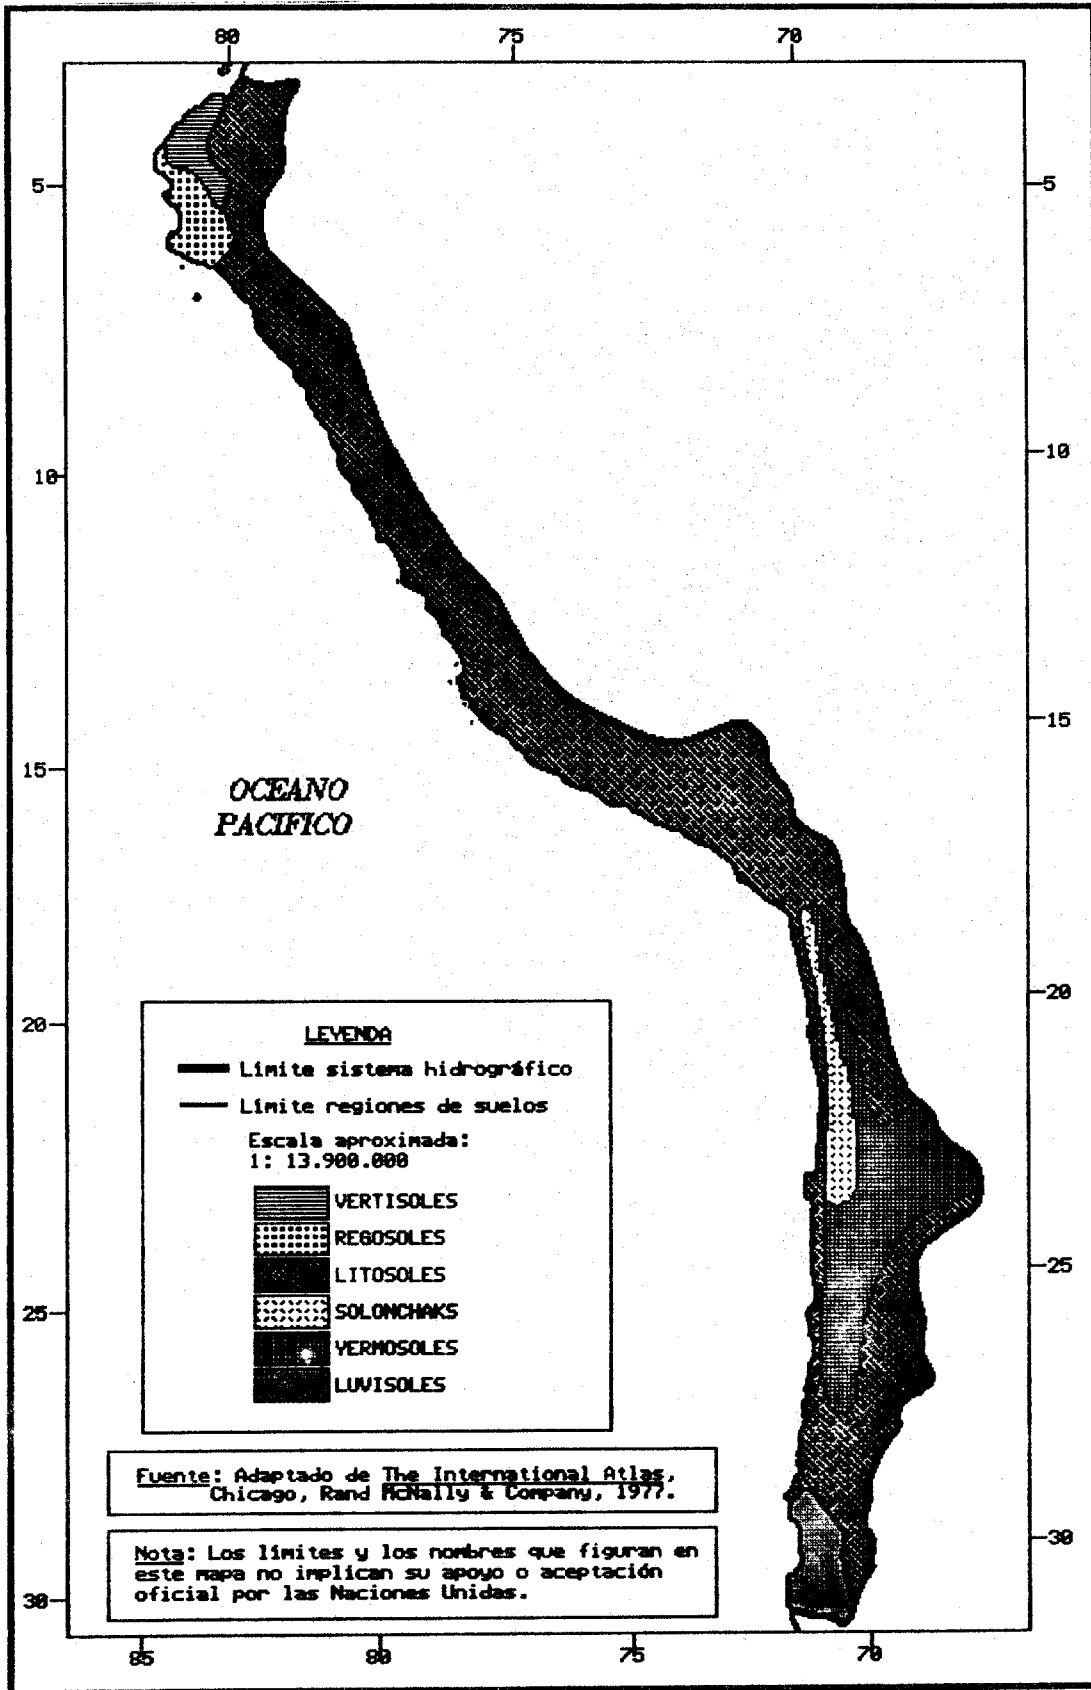 80 75 70
5 5
10 10
15 15
OCEANO
PACIFICO
20 20
25 25
30 30
LEYENDA
Límite sistema hidrográfico
Límite regiones de suelos
Escala aproximada:
1: 13.900.000
VERTISOLES
REGOSOLES
LITOSOLES
SOLONCHAKS
YERMOSOLES
LUVISOLES
Fuente: Adaptado de The International Atlas,
Chicago, Rand McNally & Company, 1977.
Nota: Los límites y los nombres que figuran en
este mapa no implican su apoyo o aceptación
oficial por las Naciones Unidas.
85 80 75 70